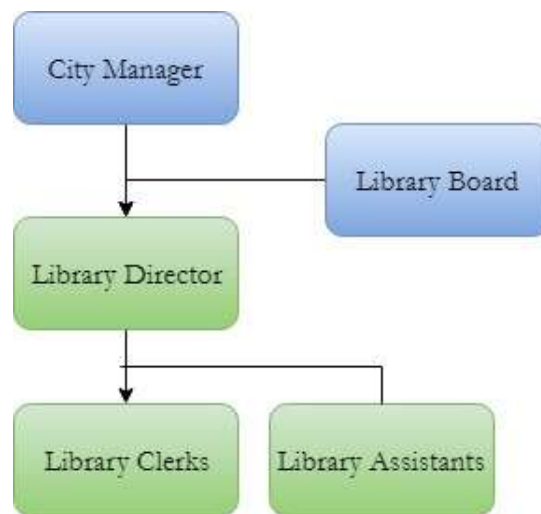 City Manager
Library Board
Library Director
Library Clerks
Library Assistants